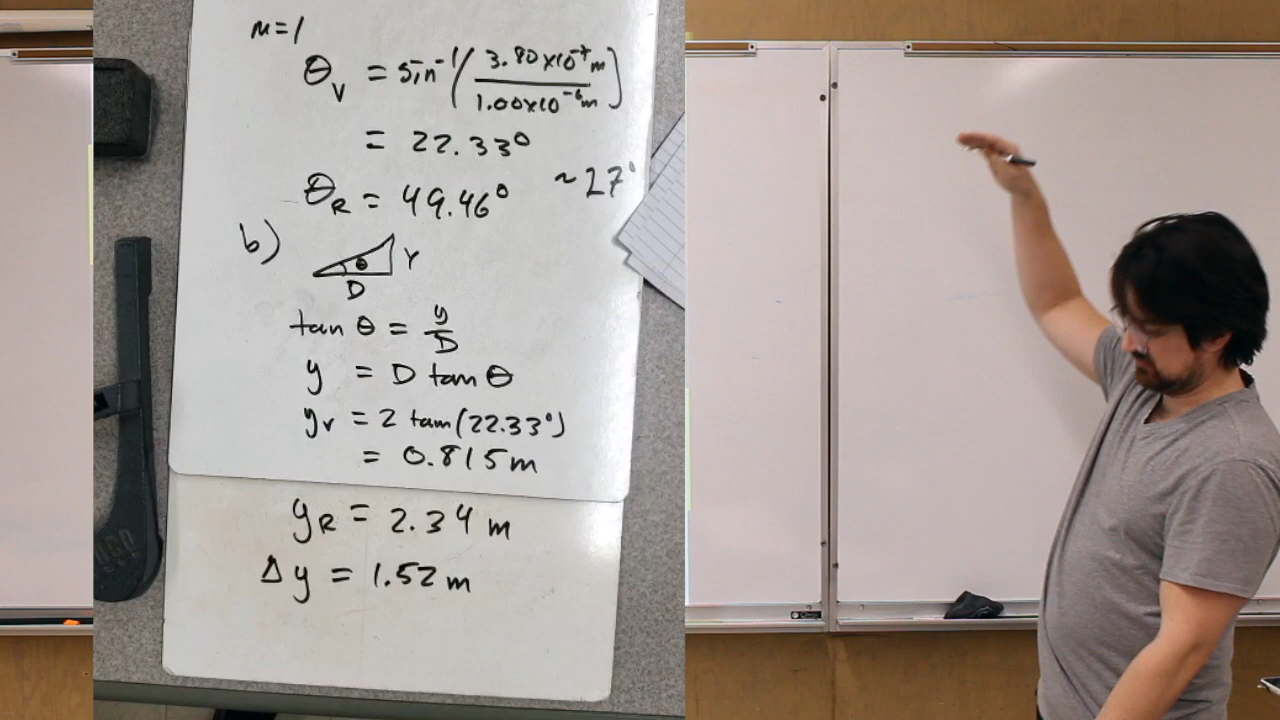 m=1
θv = sin⁻¹(3.80×10⁻⁷m / 1.00×10⁻⁶m)
= 22.33°
θR = 49.46° ~27°
b)
θ Y
D
tan θ = y/D
y = D tan θ
yv = 2 tan(22.33°)
= 0.815m
yR = 2.34 m
Δy = 1.52 m